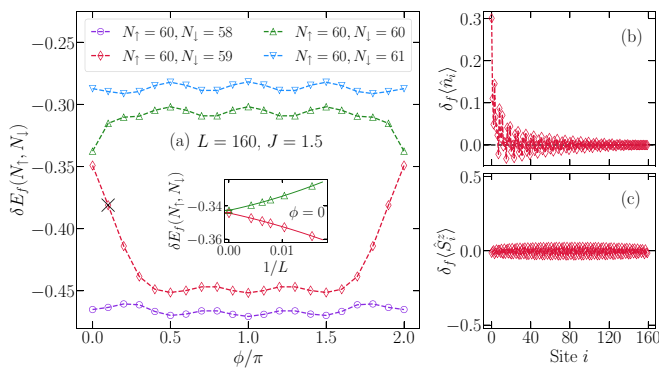 N↑ = 60, N↓ = 58
N↑ = 60, N↓ = 60
N↑ = 60, N↓ = 59
N↑ = 60, N↓ = 61
(a) L = 160, J = 1.5
δE_f(N↑, N↓)
−0.25
−0.30
−0.35
−0.40
−0.45
0.0
0.5
1.0
1.5
2.0
ϕ/π
δE_f(N↑, N↓)
−0.34
−0.36
ϕ=0
0.00
0.01
1/L
(b)
δ_f⟨n̂_i⟩
0.3
0.2
0.1
0.0
(c)
δ_f⟨Ŝ_i^z⟩
0.5
0.0
−0.5
0
40
80
120
160
Site i